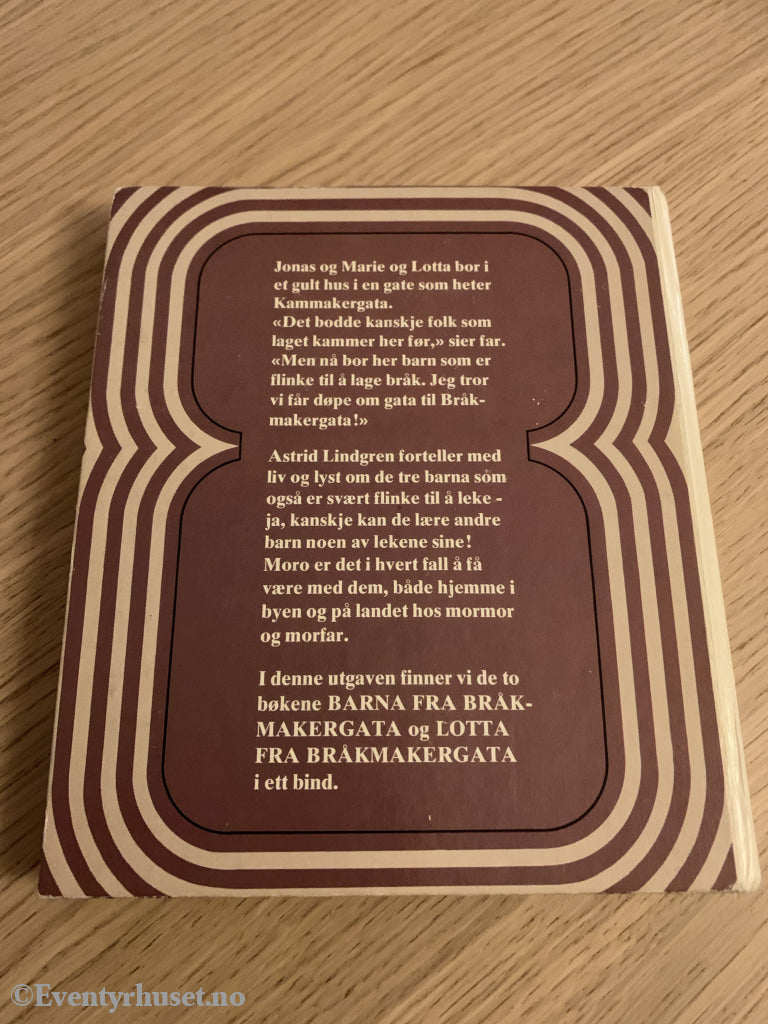 Jonas og Marie og Lotta bor i
et gult hus i en gate som heter
Kammakergata.
«Det bodde kanskje folk som
laget kammer her før,» sier far.
«Men nå bor her barn som er
flinke til å lage bråk. Jeg tror
vi får døpe om gata til Bråk-
makergata!»
Astrid Lindgren forteller med
liv og lyst om de tre barna som
også er svært flinke til å leke -
ja, kanskje kan de lære andre
barn noen av lekene sine!
Moro er det i hvert fall å få
være med dem, både hjemme i
byen og på landet hos mormor
og morfar.
I denne utgaven finner vi de to
bøkene BARNA FRA BRÅK-
MAKERGATA og LOTTA
FRA BRÅKMAKERGATA
i ett bind.
©Eventyrhuset.no